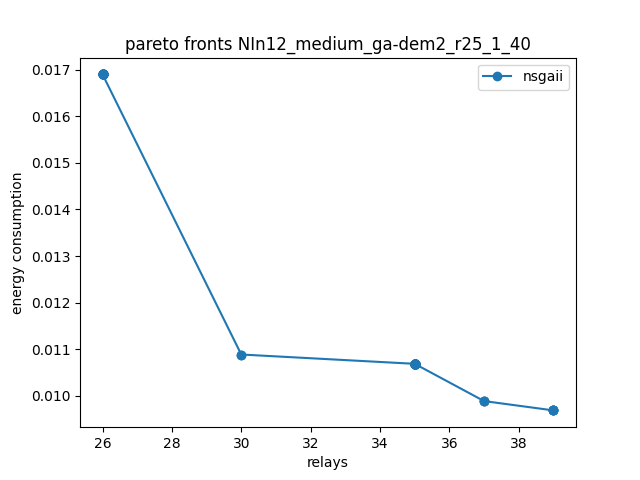 pareto fronts NIn12_medium_ga-dem2_r25_1_40
nsgaii
0.017
0.016
0.015
0.014
0.013
0.012
0.011
0.010
energy consumption
26 28 30 32 34 36 38
relays